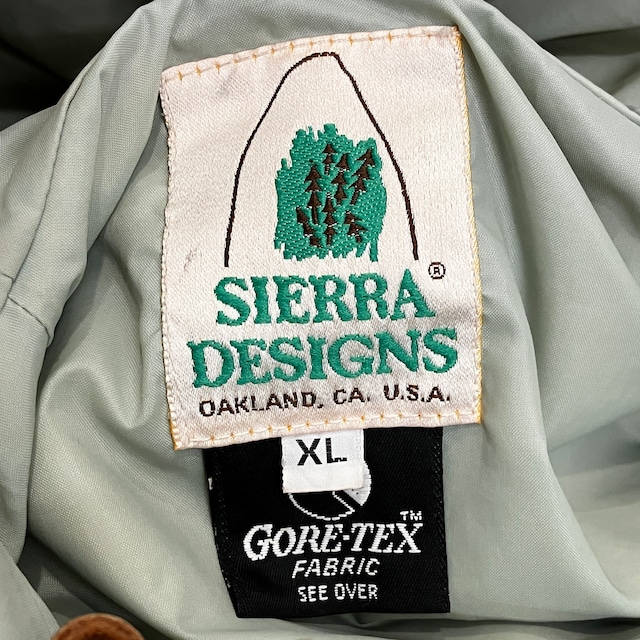 ®
SIERRA
DESIGNS
OAKLAND, CA. U.S.A.
XL
GORE-TEX™
FABRIC
SEE OVER